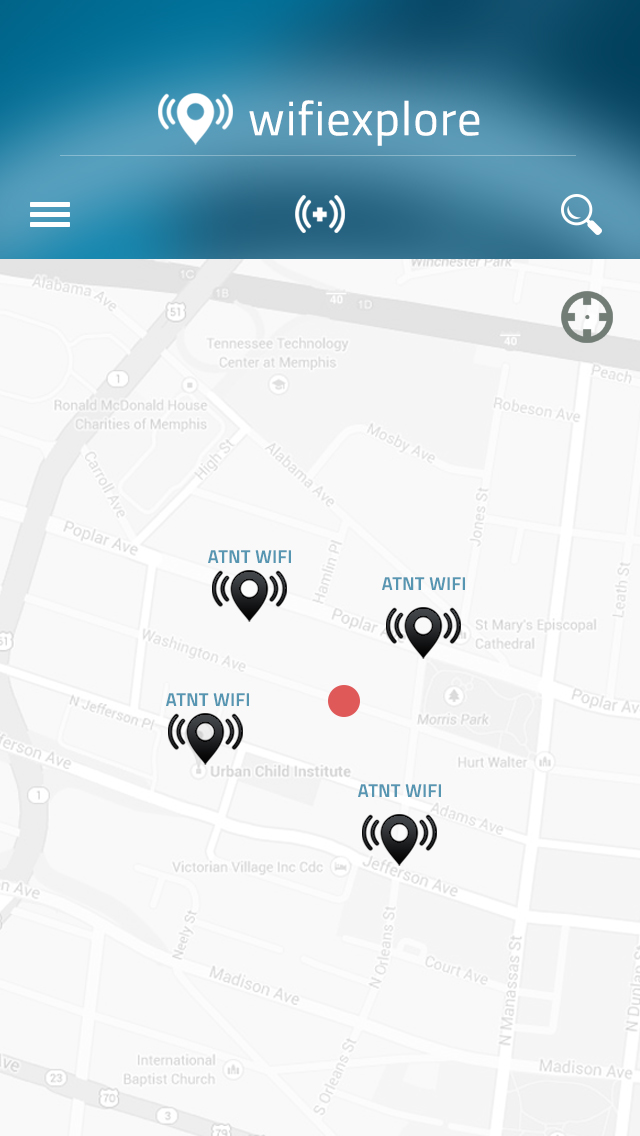 wifiexplore
Winchester Park
1C
Alabama Ave
1B
40
1D
51
40
Tennessee Technology
Center at Memphis
Peach
1
Ronald McDonald House
Charities of Memphis
Robeson Ave
Mosby Ave
High St
Alabama Ave
Carroll Ave
Jones St
Poplar Ave
ATNT WIFI
Hamlin Pl
ATNT WIFI
Leath St
Poplar
St Mary's Episcopal
Cathedral
51
Washington Ave
ATNT WIFI
N Jefferson Pl
Morris Park
Poplar Av
efferson Ave
Urban Child Institute
Hurt Walter
1
ATNT WIFI
Adams Ave
Victorian Village Inc Cdc
Jefferson Ave
on Ave
Neely St
N Orleans St
Court Ave
N Manassas St
N Dunlap St
Madison Ave
International
Baptist Church
S Orleans St
Madison Ave
23
70
3
79